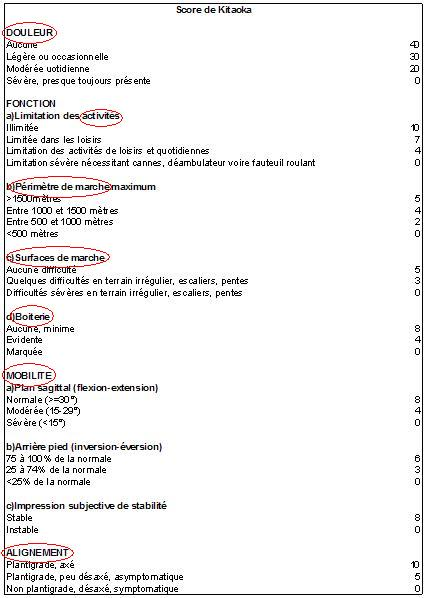 Score de Kitaoka
DOULEUR
Aucune 40
Légère ou occasionnelle 30
Modérée uotidienne 20
Sévère, presque toujours présente 0
FONCTION
a)Limitation des activités
Illimitée 10
Limitée dans les loisirs 7
Limitation des activités de loisirs et quotidiennes 4
Limitation sévère nécessitant cannes, déambulateur voire fauteuil roulant 0
b)Périmètre de marche maximum
>1500mètres 5
Entre 1000 et 1500 mètres 4
Entre 500 et 1000 mètres 2
<500 mètres 0
c)Surfaces de marche
Aucune difficulté 5
Quelques difficultés en terrain irrégulier, escaliers, pentes 3
Difficultés sévères en terrain irrégulier, escaliers, pentes 0
d)Boiterie
Aucune, minime 8
Evidente 4
Marquée 0
MOBILITE
a)Plan sagittal (flexion-extension)
Normale (>=30°) 8
Modérée (15-29°) 4
Sévère (<15°) 0
b)Arrière pied (inversion-éversion)
75 à 100% de la normale 6
25 à 74% de la normale 3
<25% de la normale 0
c)Impression subjective de stabilité
Stable 8
Instable 0
ALIGNEMENT
Plantigrade, axé 10
Plantigrade, peu désaxé, asymptomatique 5
Non plantigrade, désaxé, symptomatique 0